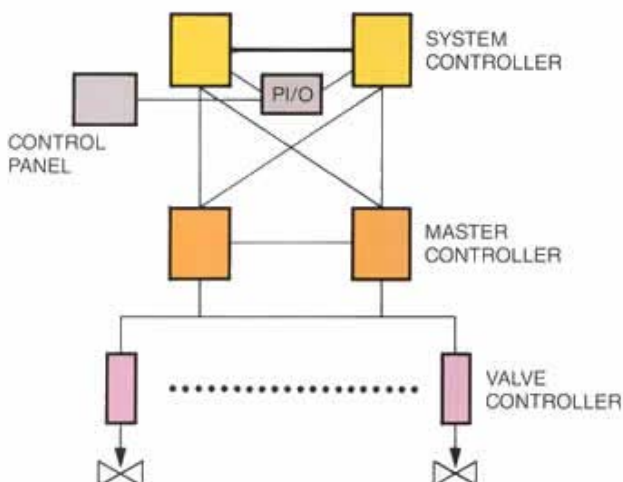 SYSTEM
CONTROLLER
PI/O
CONTROL
PANEL
MASTER
CONTROLLER
VALVE
CONTROLLER